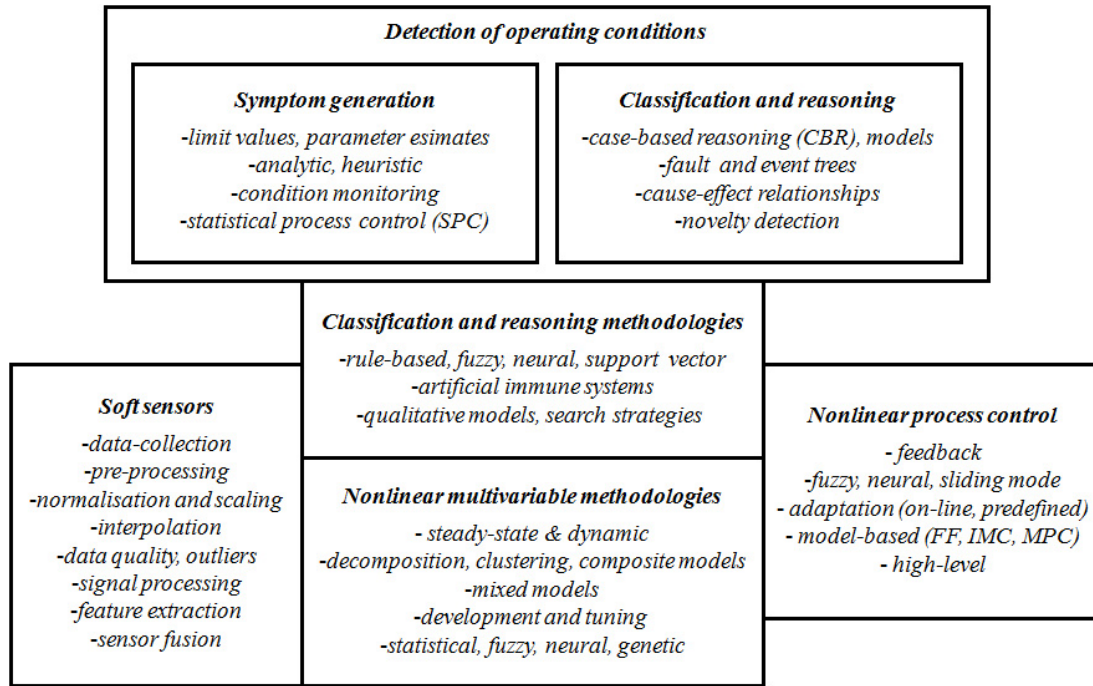 Detection of operating conditions
Symptom generation
-limit values, parameter esimates
-analytic, heuristic
-condition monitoring
-statistical process control (SPC)
Classification and reasoning
-case-based reasoning (CBR), models
-fault and event trees
-cause-effect relationships
-novelty detection
Classification and reasoning methodologies
-rule-based, fuzzy, neural, support vector
-artificial immune systems
-qualitative models, search strategies
Soft sensors
-data-collection
-pre-processing
-normalisation and scaling
-interpolation
-data quality, outliers
-signal processing
-feature extraction
-sensor fusion
Nonlinear multivariable methodologies
- steady-state & dynamic
-decomposition, clustering, composite models
-mixed models
-development and tuning
-statistical, fuzzy, neural, genetic
Nonlinear process control
- feedback
-fuzzy, neural, sliding mode
- adaptation (on-line, predefined)
- model-based (FF, IMC, MPC)
-high-level